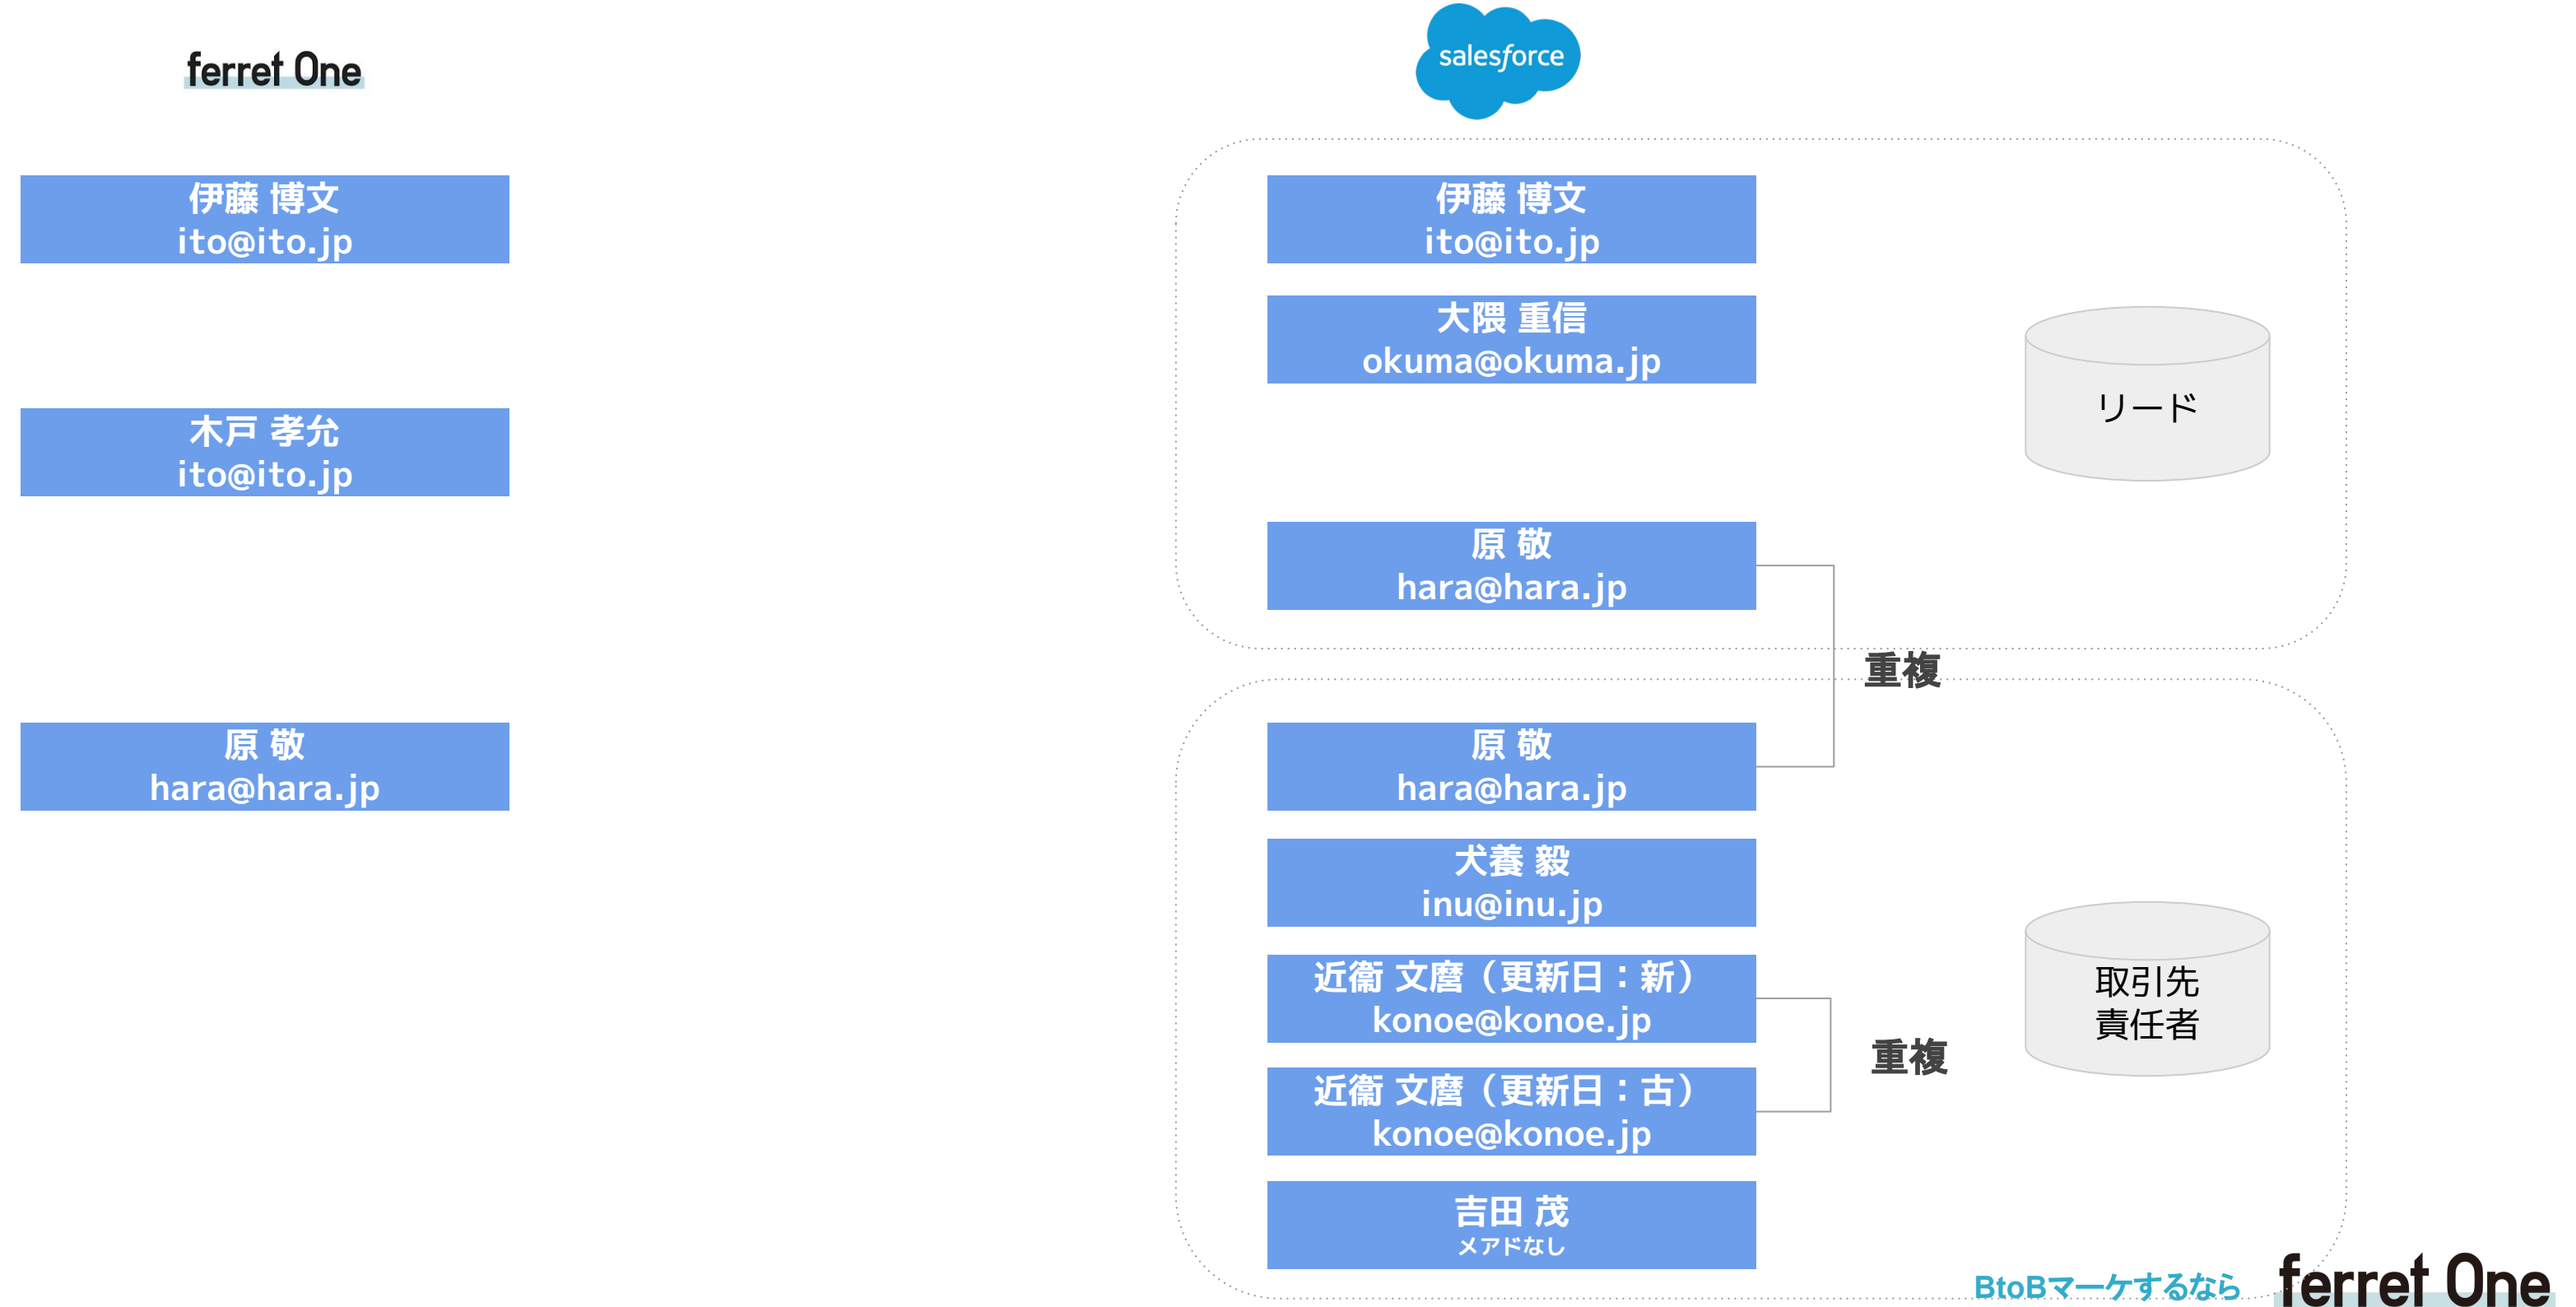 ferret One
伊藤 博文
ito@ito.jp
木戸 孝允
ito@ito.jp
原 敬
hara@hara.jp
salesforce
伊藤 博文
ito@ito.jp
大隈 重信
okuma@okuma.jp
原 敬
hara@hara.jp
リード
重複
原 敬
hara@hara.jp
犬養 毅
inu@inu.jp
近衞 文麿（更新日：新）
konoe@konoe.jp
近衞 文麿（更新日：古）
konoe@konoe.jp
吉田 茂
メアドなし
重複
取引先
責任者
BtoBマーケするなら
ferret One